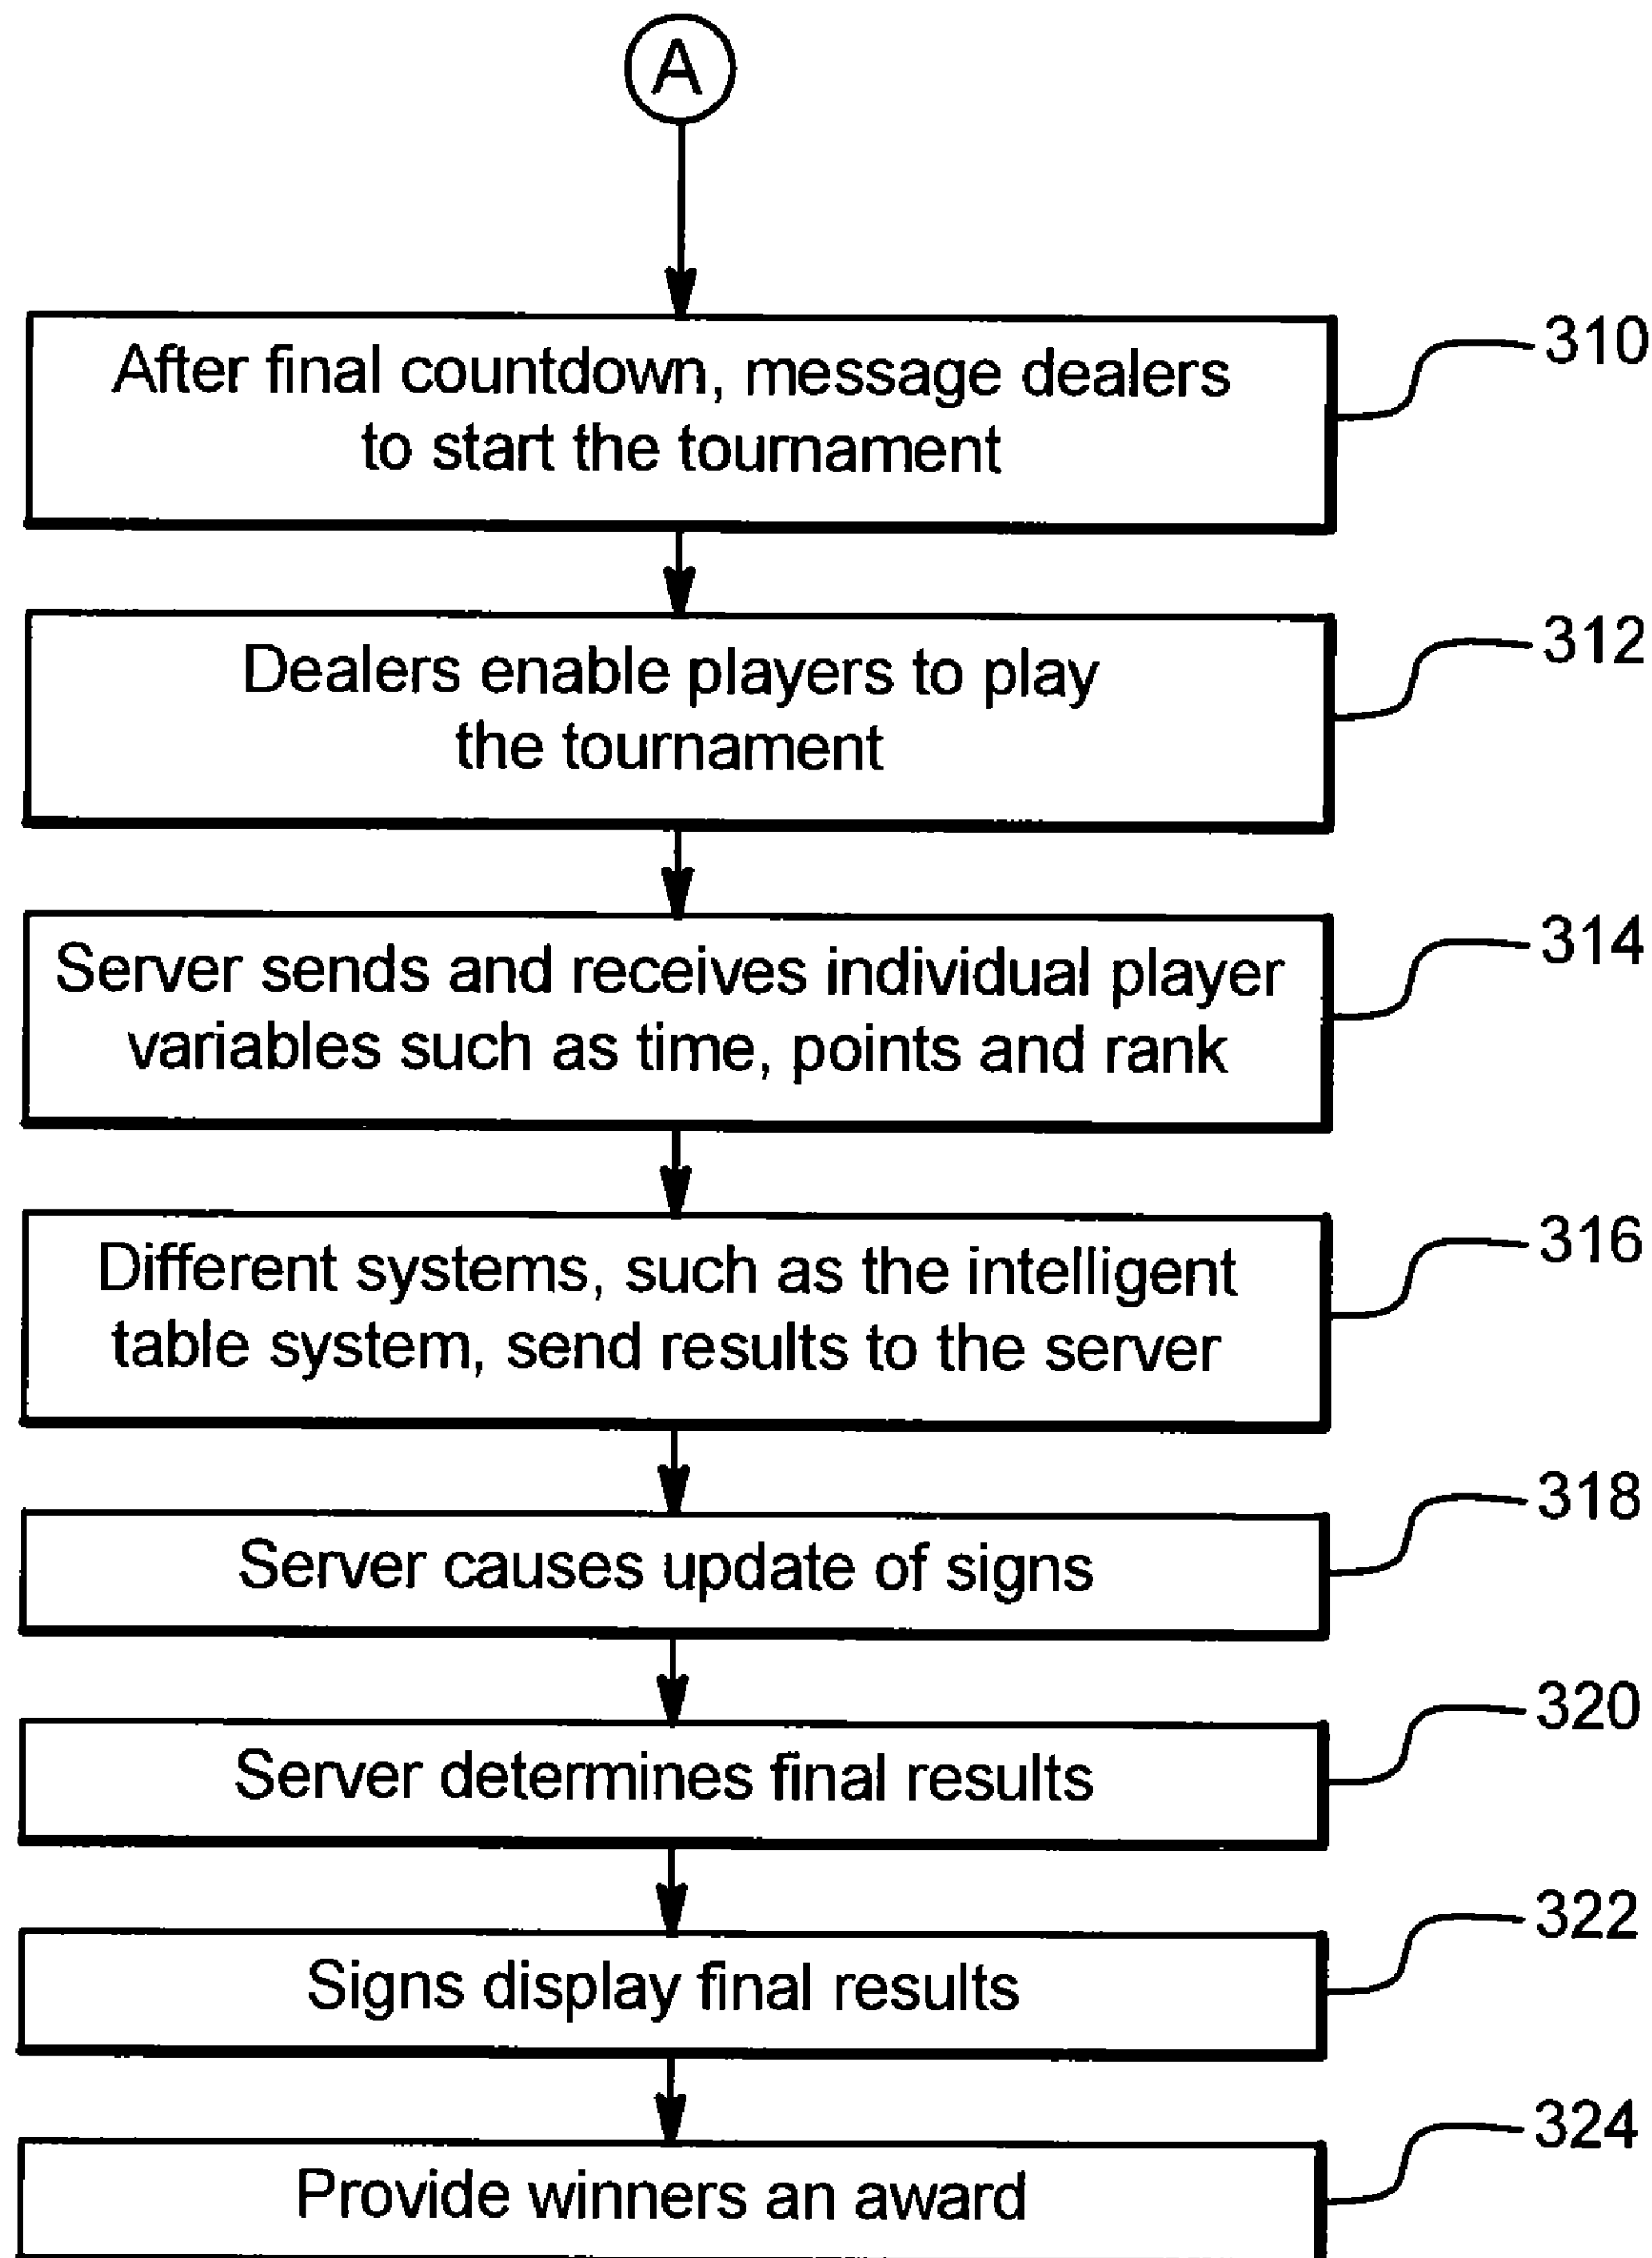 A
After final countdown, message dealers
to start the tournament
310
Dealers enable players to play
the tournament
312
Server sends and receives individual player
variables such as time, points and rank
314
Different systems, such as the intelligent
table system, send results to the server
316
Server causes update of signs
318
Server determines final results
320
Signs display final results
322
Provide winners an award
324